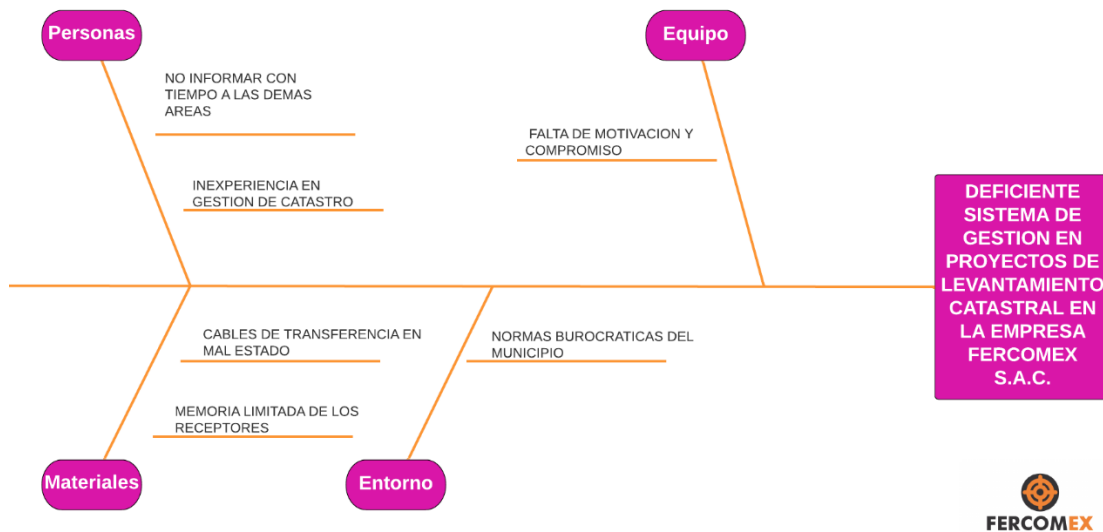 Personas
Equipo
NO INFORMAR CON
TIEMPO A LAS DEMAS
AREAS
FALTA DE MOTIVACION Y
COMPROMISO
INEXPERIENCIA EN
GESTION DE CATASTRO
DEFICIENTE
SISTEMA DE
GESTION EN
PROYECTOS DE
LEVANTAMIENTO
CATASTRAL EN
LA EMPRESA
FERCOMEX
S.A.C.
CABLES DE TRANSFERENCIA EN
MAL ESTADO
NORMAS BUROCRATICAS DEL
MUNICIPIO
MEMORIA LIMITADA DE LOS
RECEPTORES
Materiales
Entorno
FERCOMEX